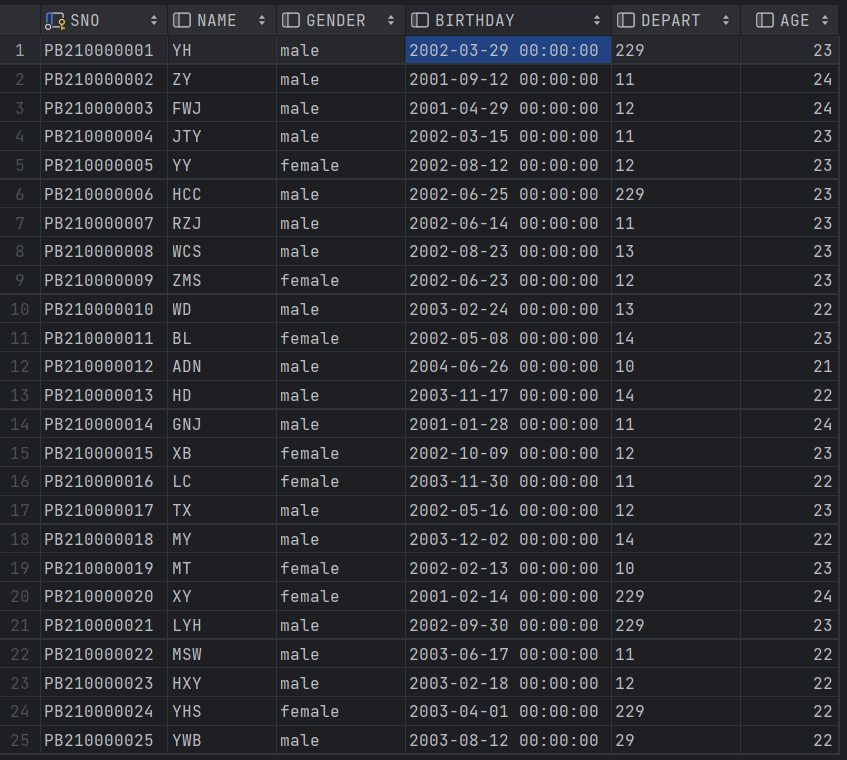 SNO NAME GENDER BIRTHDAY DEPART AGE
1 PB210000001 YH male 2002-03-29 00:00:00 229 23
2 PB210000002 ZY male 2001-09-12 00:00:00 11 24
3 PB210000003 FWJ male 2001-04-29 00:00:00 12 24
4 PB210000004 JTY male 2002-03-15 00:00:00 11 23
5 PB210000005 YY female 2002-08-12 00:00:00 12 23
6 PB210000006 HCC male 2002-06-25 00:00:00 229 23
7 PB210000007 RZJ male 2002-06-14 00:00:00 11 23
8 PB210000008 WCS male 2002-08-23 00:00:00 13 23
9 PB210000009 ZMS female 2002-06-23 00:00:00 12 23
10 PB210000010 WD male 2003-02-24 00:00:00 13 22
11 PB210000011 BL female 2002-05-08 00:00:00 14 23
12 PB210000012 ADN male 2004-06-26 00:00:00 10 21
13 PB210000013 HD male 2003-11-17 00:00:00 14 22
14 PB210000014 GNJ male 2001-01-28 00:00:00 11 24
15 PB210000015 XB female 2002-10-09 00:00:00 12 23
16 PB210000016 LC female 2003-11-30 00:00:00 11 22
17 PB210000017 TX male 2002-05-16 00:00:00 12 23
18 PB210000018 MY male 2003-12-02 00:00:00 14 22
19 PB210000019 MT female 2002-02-13 00:00:00 10 23
20 PB210000020 XY female 2001-02-14 00:00:00 229 24
21 PB210000021 LYH male 2002-09-30 00:00:00 229 23
22 PB210000022 MSW male 2003-06-17 00:00:00 11 22
23 PB210000023 HXY male 2003-02-18 00:00:00 12 22
24 PB210000024 YHS female 2003-04-01 00:00:00 229 22
25 PB210000025 YWB male 2003-08-12 00:00:00 29 22